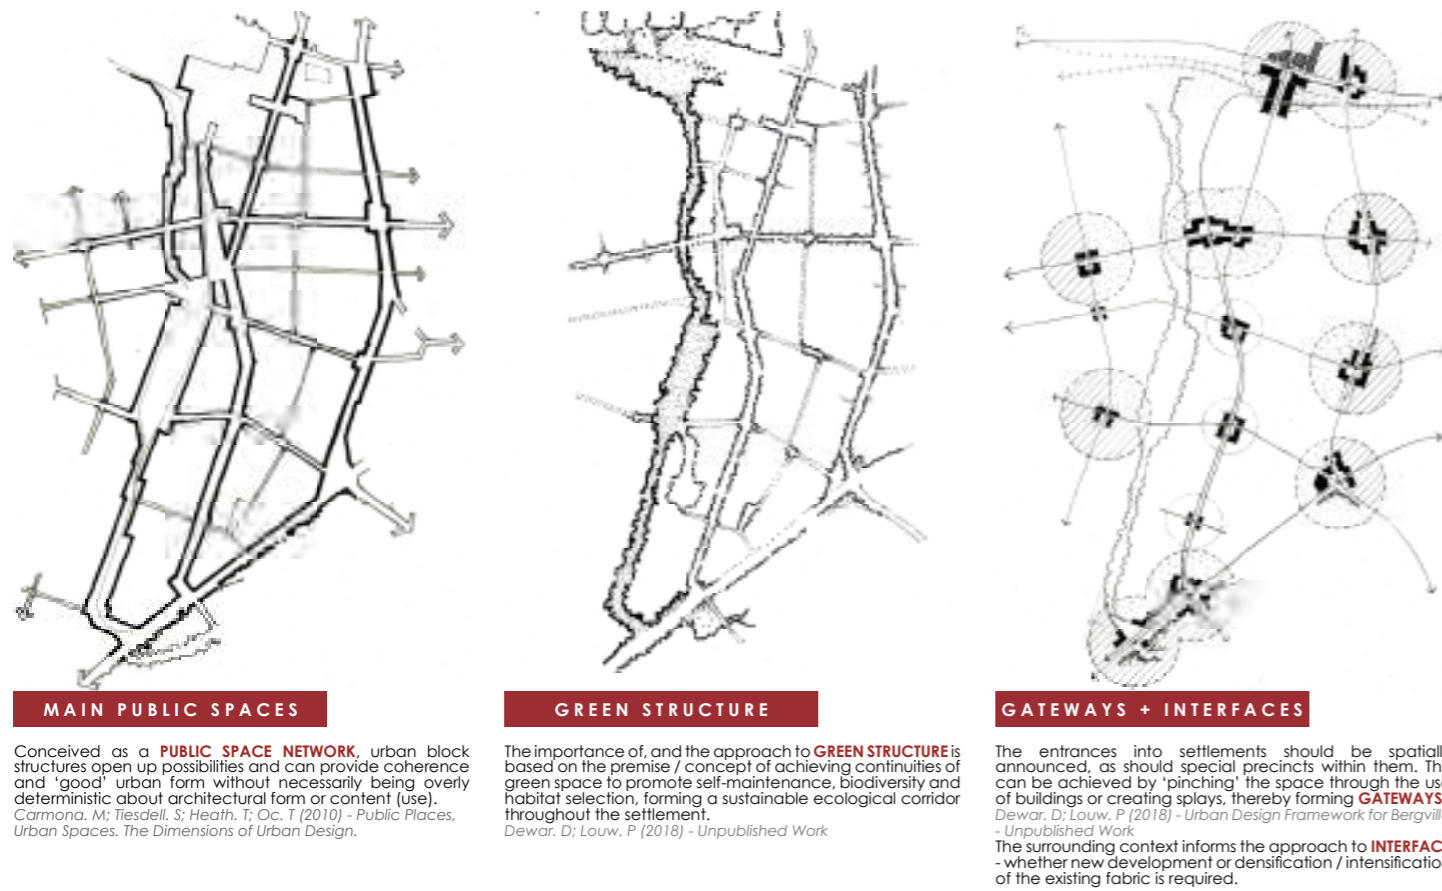 MAIN PUBLIC SPACES
Conceived as a PUBLIC SPACE NETWORK, urban block
structures open up possibilities and can provide coherence
and ‘good’ urban form without necessarily being overly
deterministic about architectural form or content (use).
Carmona. M; Tiesdell. S; Heath. T; Oc. T (2010) - Public Places,
Urban Spaces. The Dimensions of Urban Design.
GREEN STRUCTURE
The importance of, and the approach to GREEN STRUCTURE is
based on the premise / concept of achieving continuities of
green space to promote self-maintenance, biodiversity and
habitat selection, forming a sustainable ecological corridor
throughout the settlement.
Dewar. D; Louw. P (2018) - Unpublished Work
GATEWAYS + INTERFACES
The entrances into settlements should be spatiall
announced, as should special precincts within them. Th
can be achieved by ‘pinching’ the space through the us
of buildings or creating splays, thereby forming GATEWAYS
Dewar. D; Louw. P (2018) - Urban Design Framework for Bergvill
- Unpublished Work
The surrounding context informs the approach to INTERFAC
- whether new development or densification / intensificatio
of the existing fabric is required.